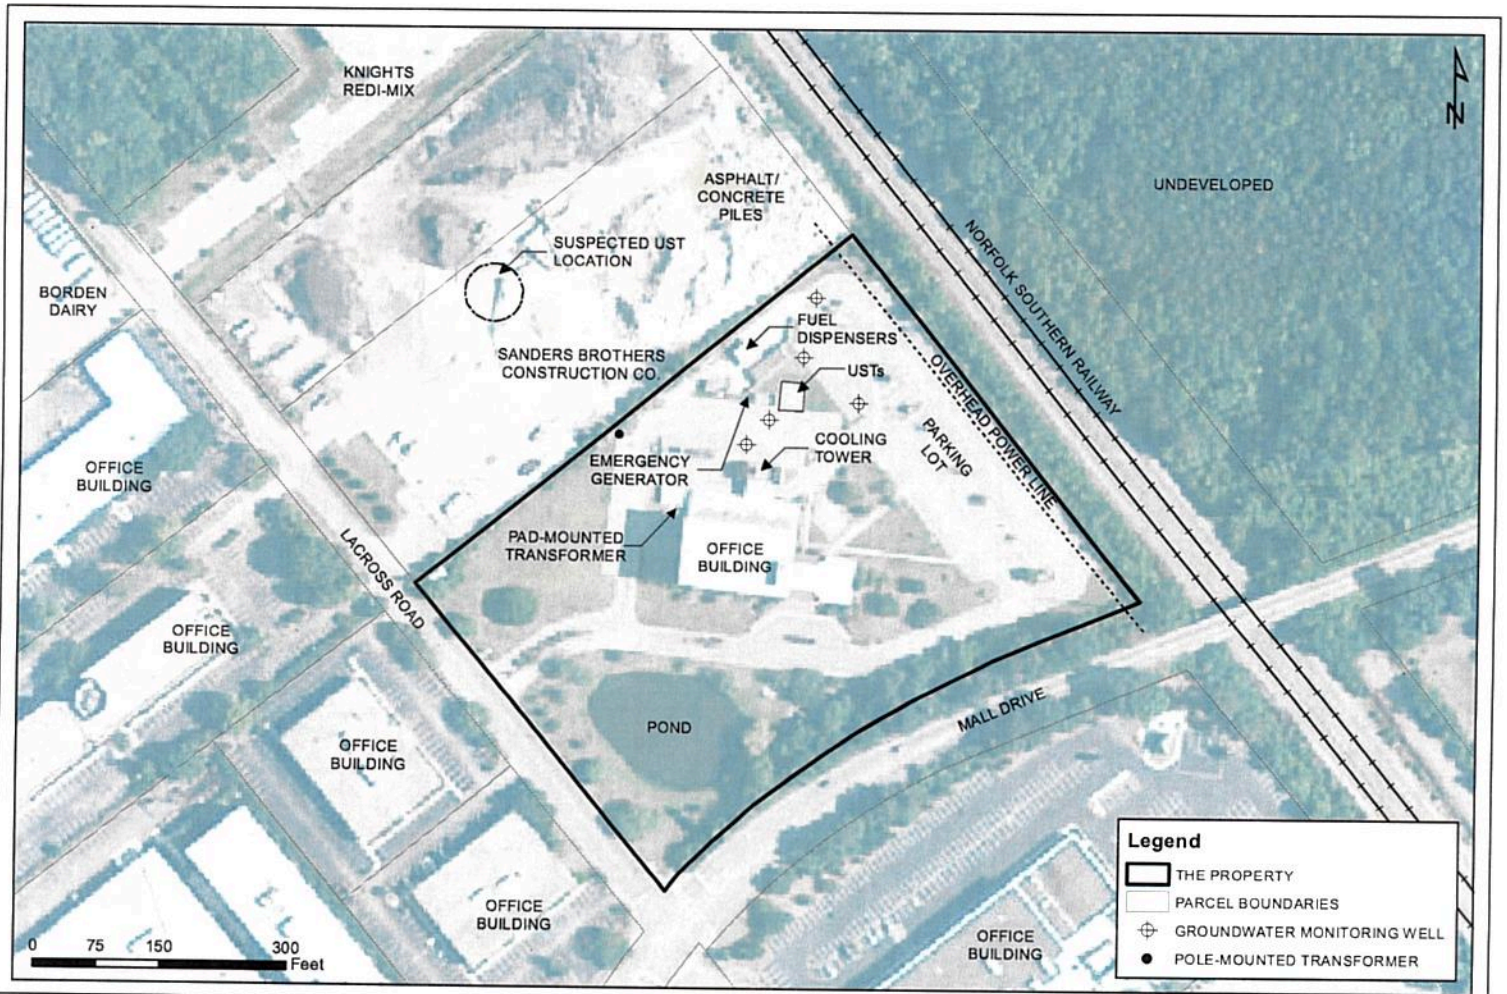 KNIGHTS
REDI-MIX
N
UNDEVELOPED
ASPHALT/
CONCRETE
PILES
SUSPECTED UST
LOCATION
NORFOLK SOUTHERN RAILWAY
BORDEN
DAIRY
FUEL
DISPENSERS
SANDERS BROTHERS
CONSTRUCTION CO.
USTs
OVERHEAD POWER LINE
PARKING
LOT
COOLING
TOWER
EMERGENCY
GENERATOR
OFFICE
BUILDING
PAD-MOUNTED
TRANSFORMER
OFFICE
BUILDING
LACROSS ROAD
OFFICE
BUILDING
POND
MALL DRIVE
OFFICE
BUILDING
OFFICE
BUILDING
OFFICE
BUILDING
0 75 150 300
Feet
Legend
THE PROPERTY
PARCEL BOUNDARIES
GROUNDWATER MONITORING WELL
POLE-MOUNTED TRANSFORMER